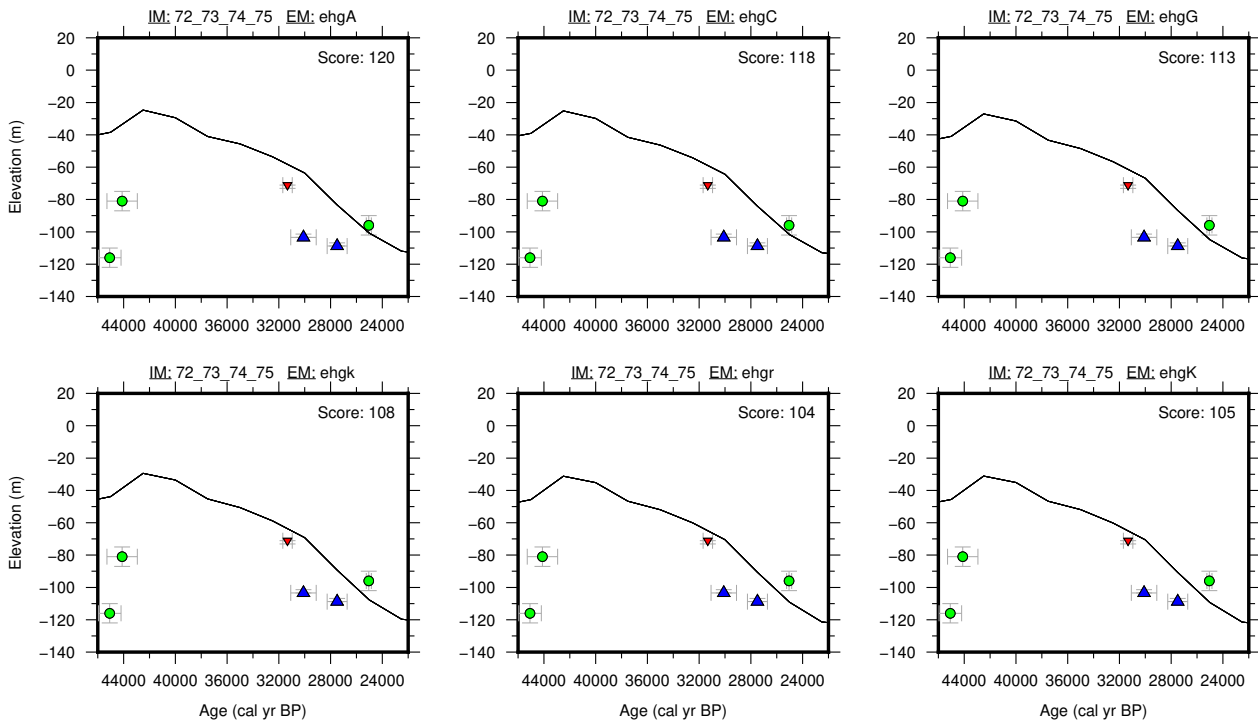 IM: 72_73_74_75 EM: ehgA
IM: 72_73_74_75 EM: ehgC
IM: 72_73_74_75 EM: ehgG
20
0
−20
−40
−60
−80
−100
−120
−140
Elevation (m)
Score: 120
44000 40000 36000 32000 28000 24000
20
0
−20
−40
−60
−80
−100
−120
−140
Score: 118
44000 40000 36000 32000 28000 24000
20
0
−20
−40
−60
−80
−100
−120
−140
Score: 113
44000 40000 36000 32000 28000 24000
IM: 72_73_74_75 EM: ehgk
IM: 72_73_74_75 EM: ehgr
IM: 72_73_74_75 EM: ehgK
20
0
−20
−40
−60
−80
−100
−120
−140
Elevation (m)
Score: 108
44000 40000 36000 32000 28000 24000
Age (cal yr BP)
20
0
−20
−40
−60
−80
−100
−120
−140
Score: 104
44000 40000 36000 32000 28000 24000
Age (cal yr BP)
20
0
−20
−40
−60
−80
−100
−120
−140
Score: 105
44000 40000 36000 32000 28000 24000
Age (cal yr BP)